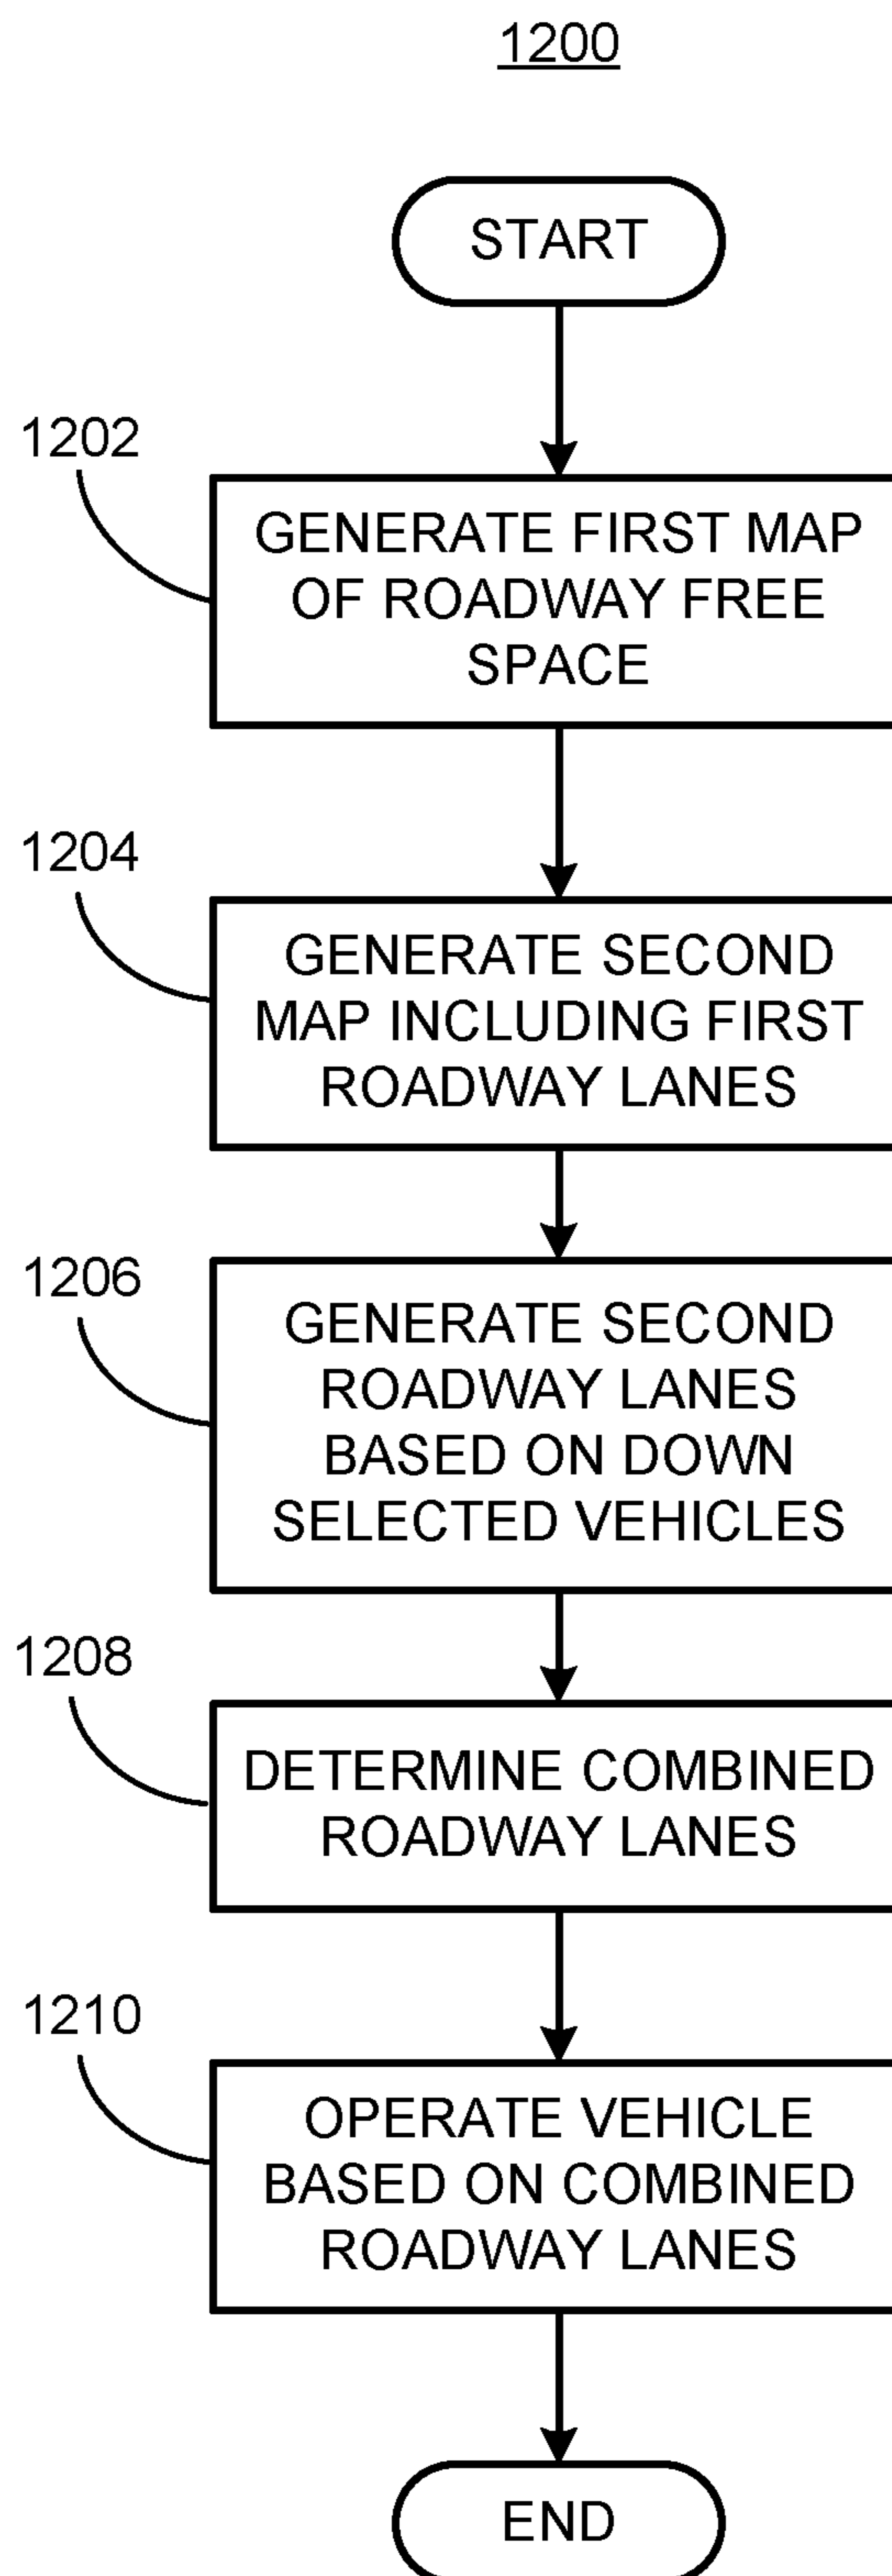 1200
START
1202
GENERATE FIRST MAP
OF ROADWAY FREE
SPACE
1204
GENERATE SECOND
MAP INCLUDING FIRST
ROADWAY LANES
1206
GENERATE SECOND
ROADWAY LANES
BASED ON DOWN
SELECTED VEHICLES
1208
DETERMINE COMBINED
ROADWAY LANES
1210
OPERATE VEHICLE
BASED ON COMBINED
ROADWAY LANES
END